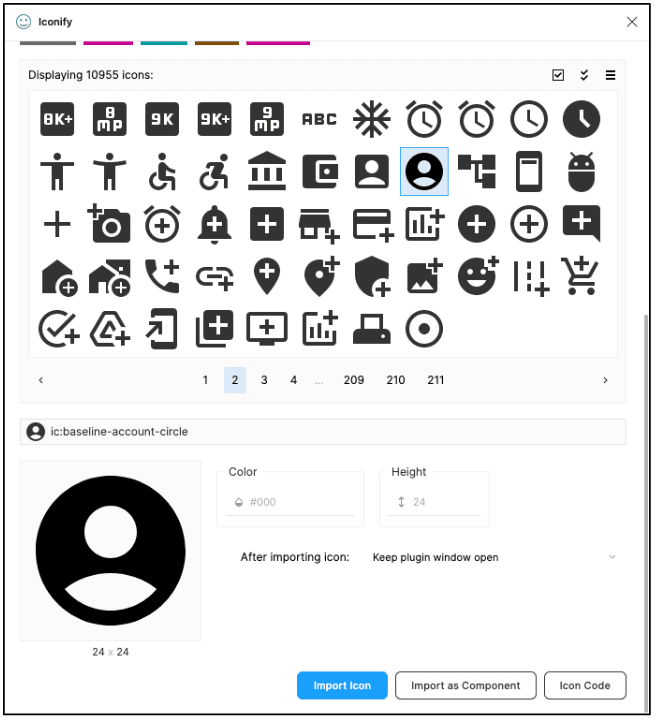 Iconify
Displaying 10955 icons:
8K+ 8 MP 9K 9K+ 9 MP ABC
‹ 1 2 3 4 ... 209 210 211 ›
ic:baseline-account-circle
Color Height
#000 24
After importing icon: Keep plugin window open
24 x 24
Import Icon Import as Component Icon Code